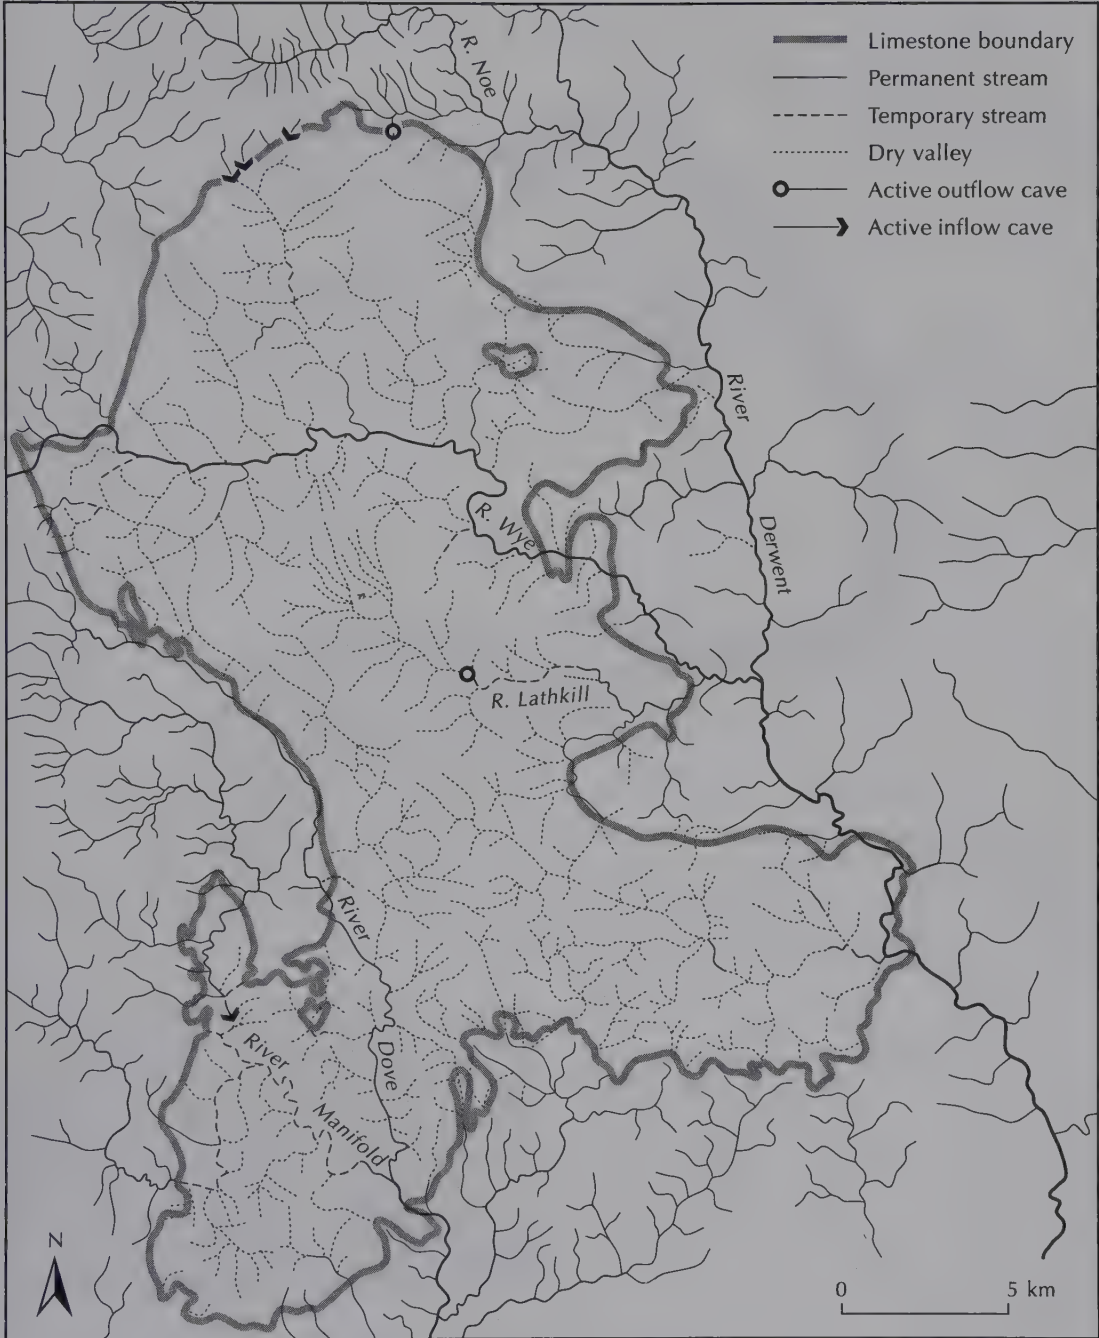 R. Noe
Limestone boundary
Permanent stream
Temporary stream
Dry valley
Active outflow cave
Active inflow cave
River
Derwent
R. Wye
R. Lathkill
River
Dove
River
Manifold
N
0 5 km